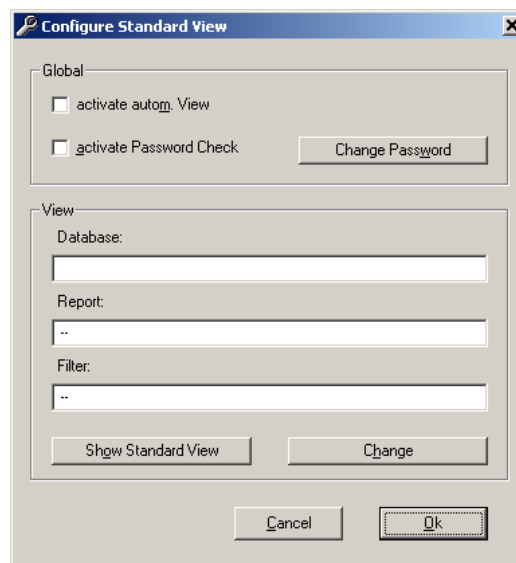 Configure Standard View
Global
activate autom. View
activate Password Check
Change Password
View
Database:
Report:
--
Filter:
--
Show Standard View
Change
Cancel
Ok